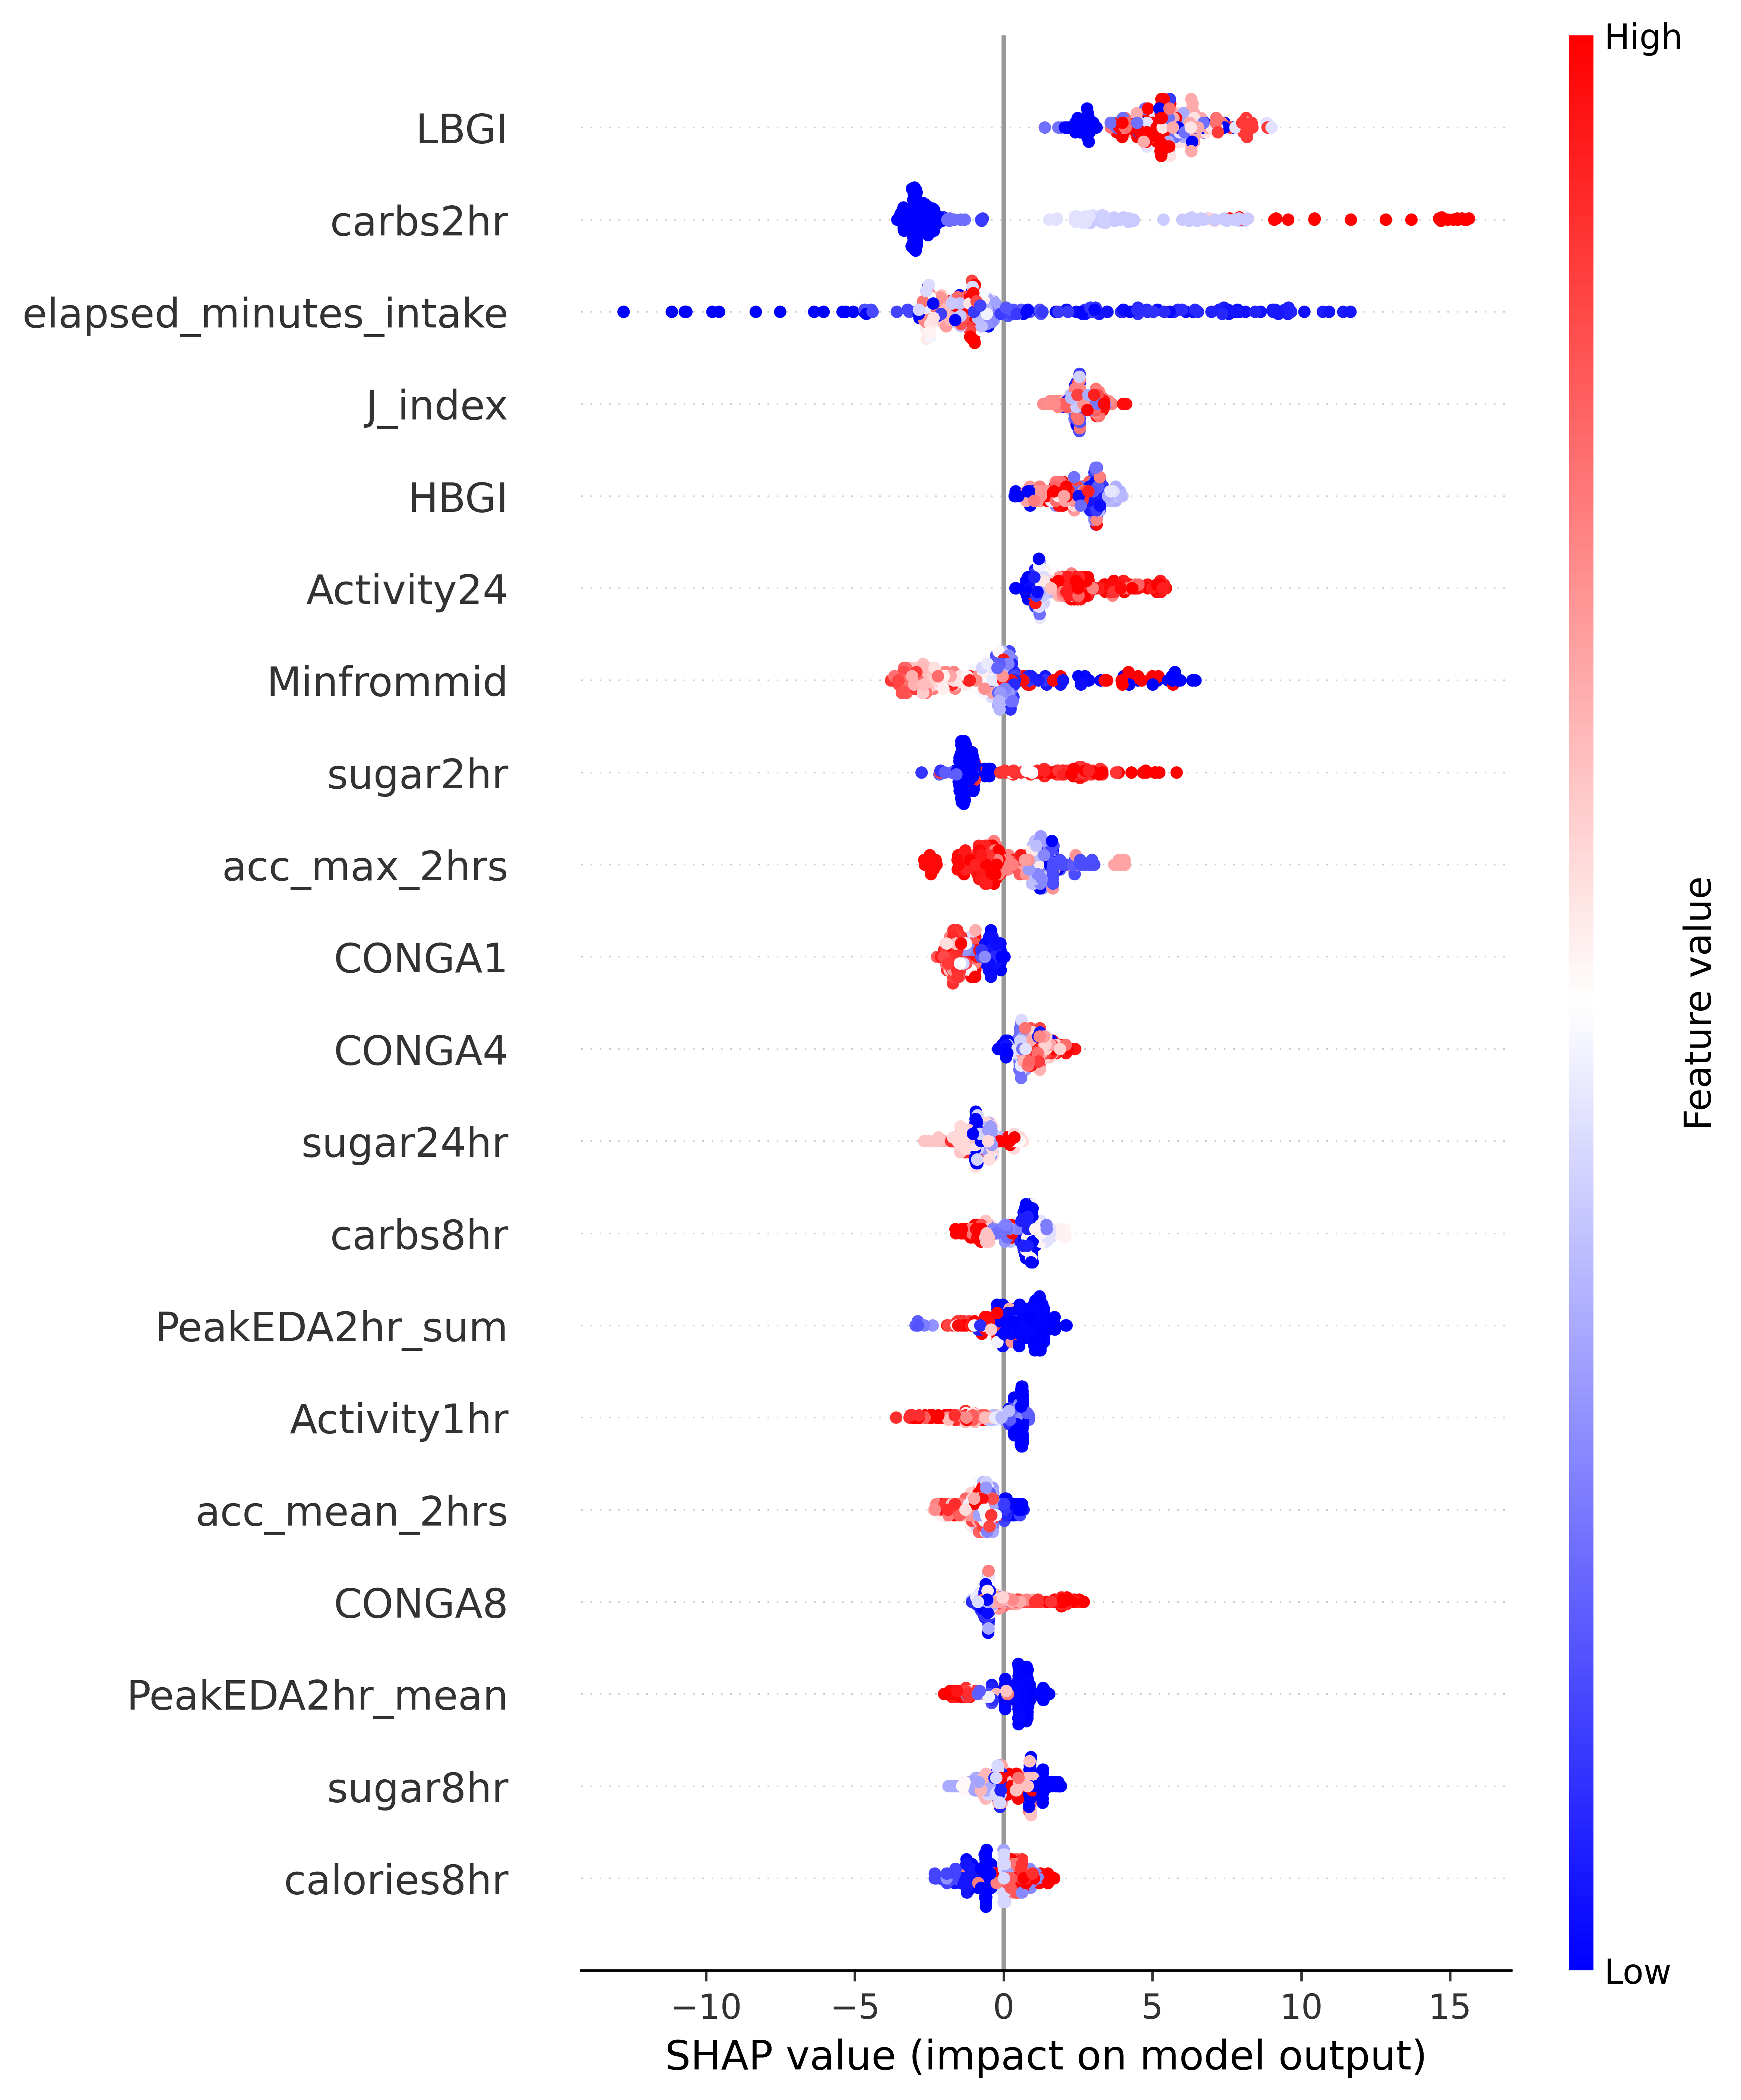 High
LBGI
carbs2hr
elapsed_minutes_intake
J_index
HBGI
Activity24
Minfrommid
sugar2hr
acc_max_2hrs
CONGA1
CONGA4
sugar24hr
carbs8hr
PeakEDA2hr_sum
Activity1hr
acc_mean_2hrs
CONGA8
PeakEDA2hr_mean
sugar8hr
calories8hr
Feature value
Low
−10 −5 0 5 10 15
SHAP value (impact on model output)